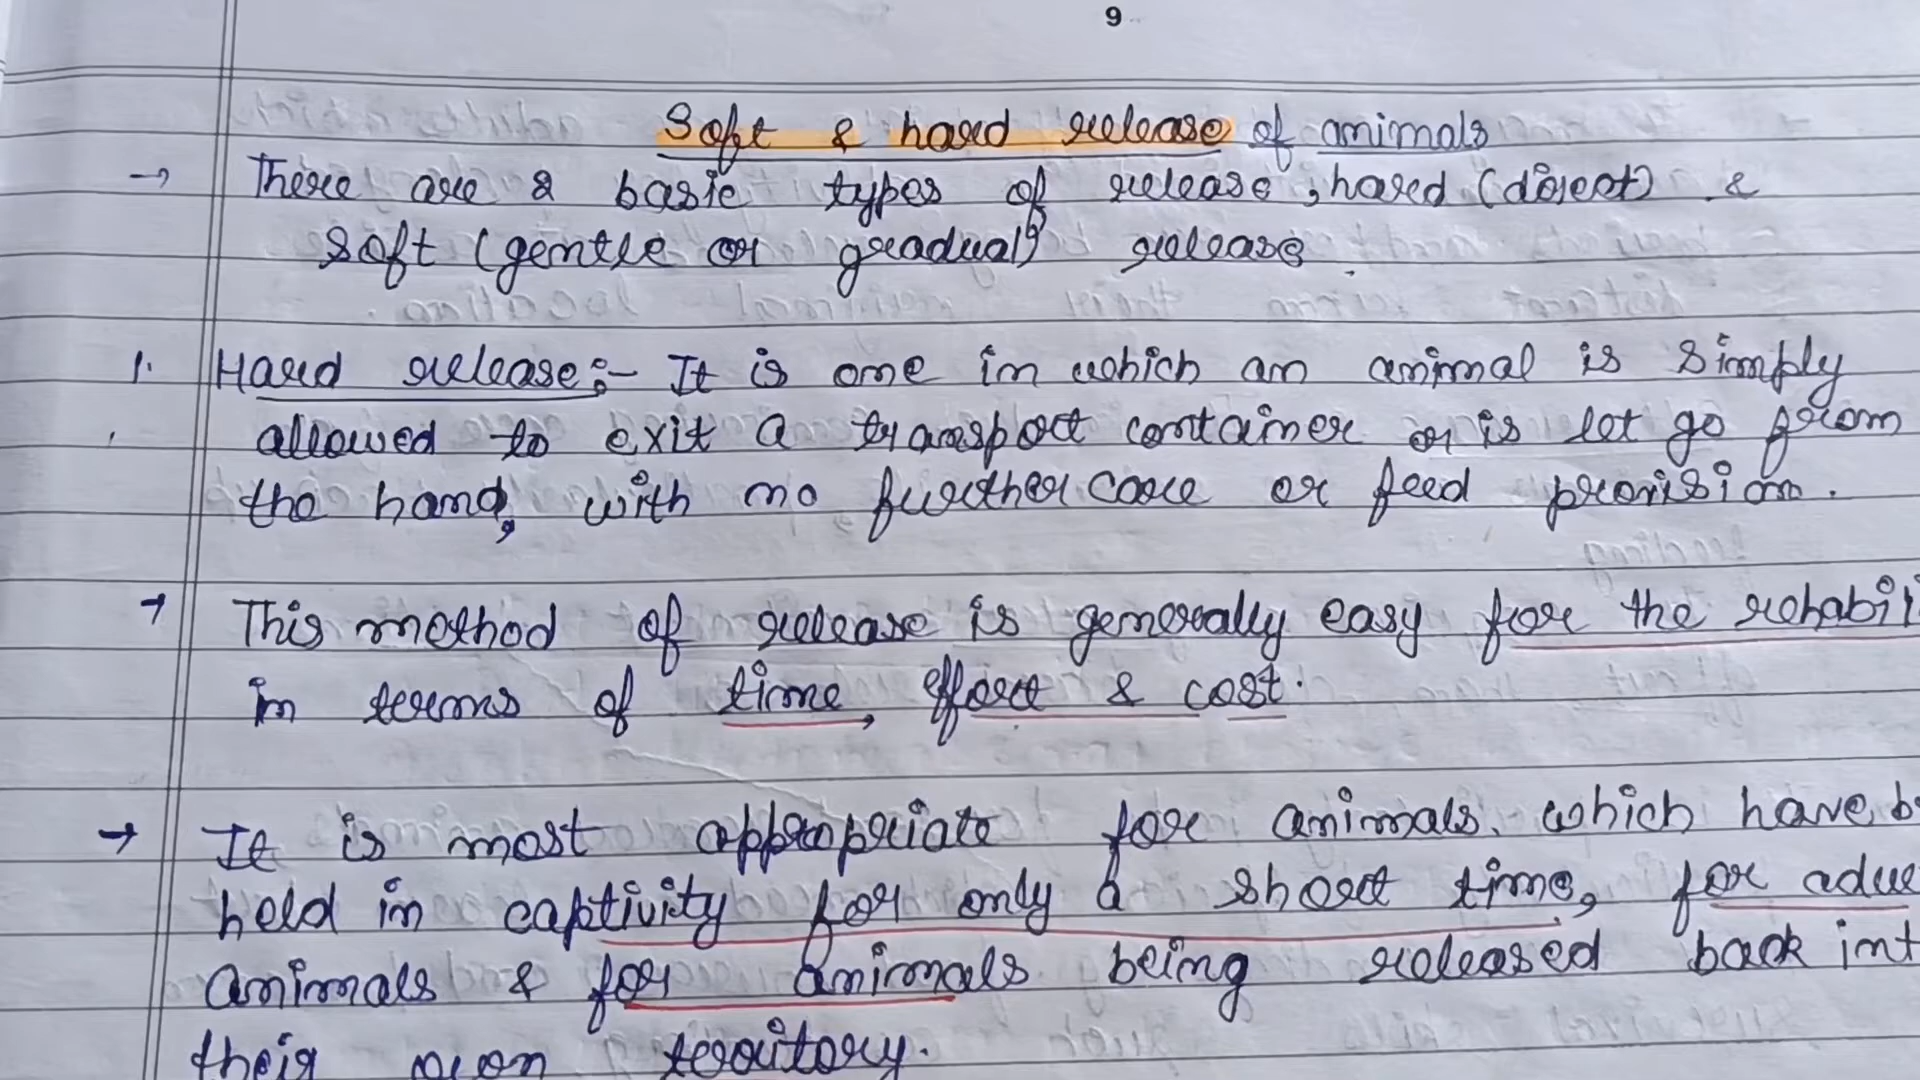 9
Soft & hard release of animals
→ There are 2 basic types of release, hard (direct) &
soft (gentle or gradual) release.
1. Hard release:- It is one in which an animal is simply
allowed to exit a transport container or is let go from
the hand, with no further care or feed provision.
→ This method of release is generally easy for the rehabili
in terms of time, effort & cost.
→ It is most appropriate for animals. which have b
held in captivity for only a short time, for adul
animals & for animals being released back int
their own territory.